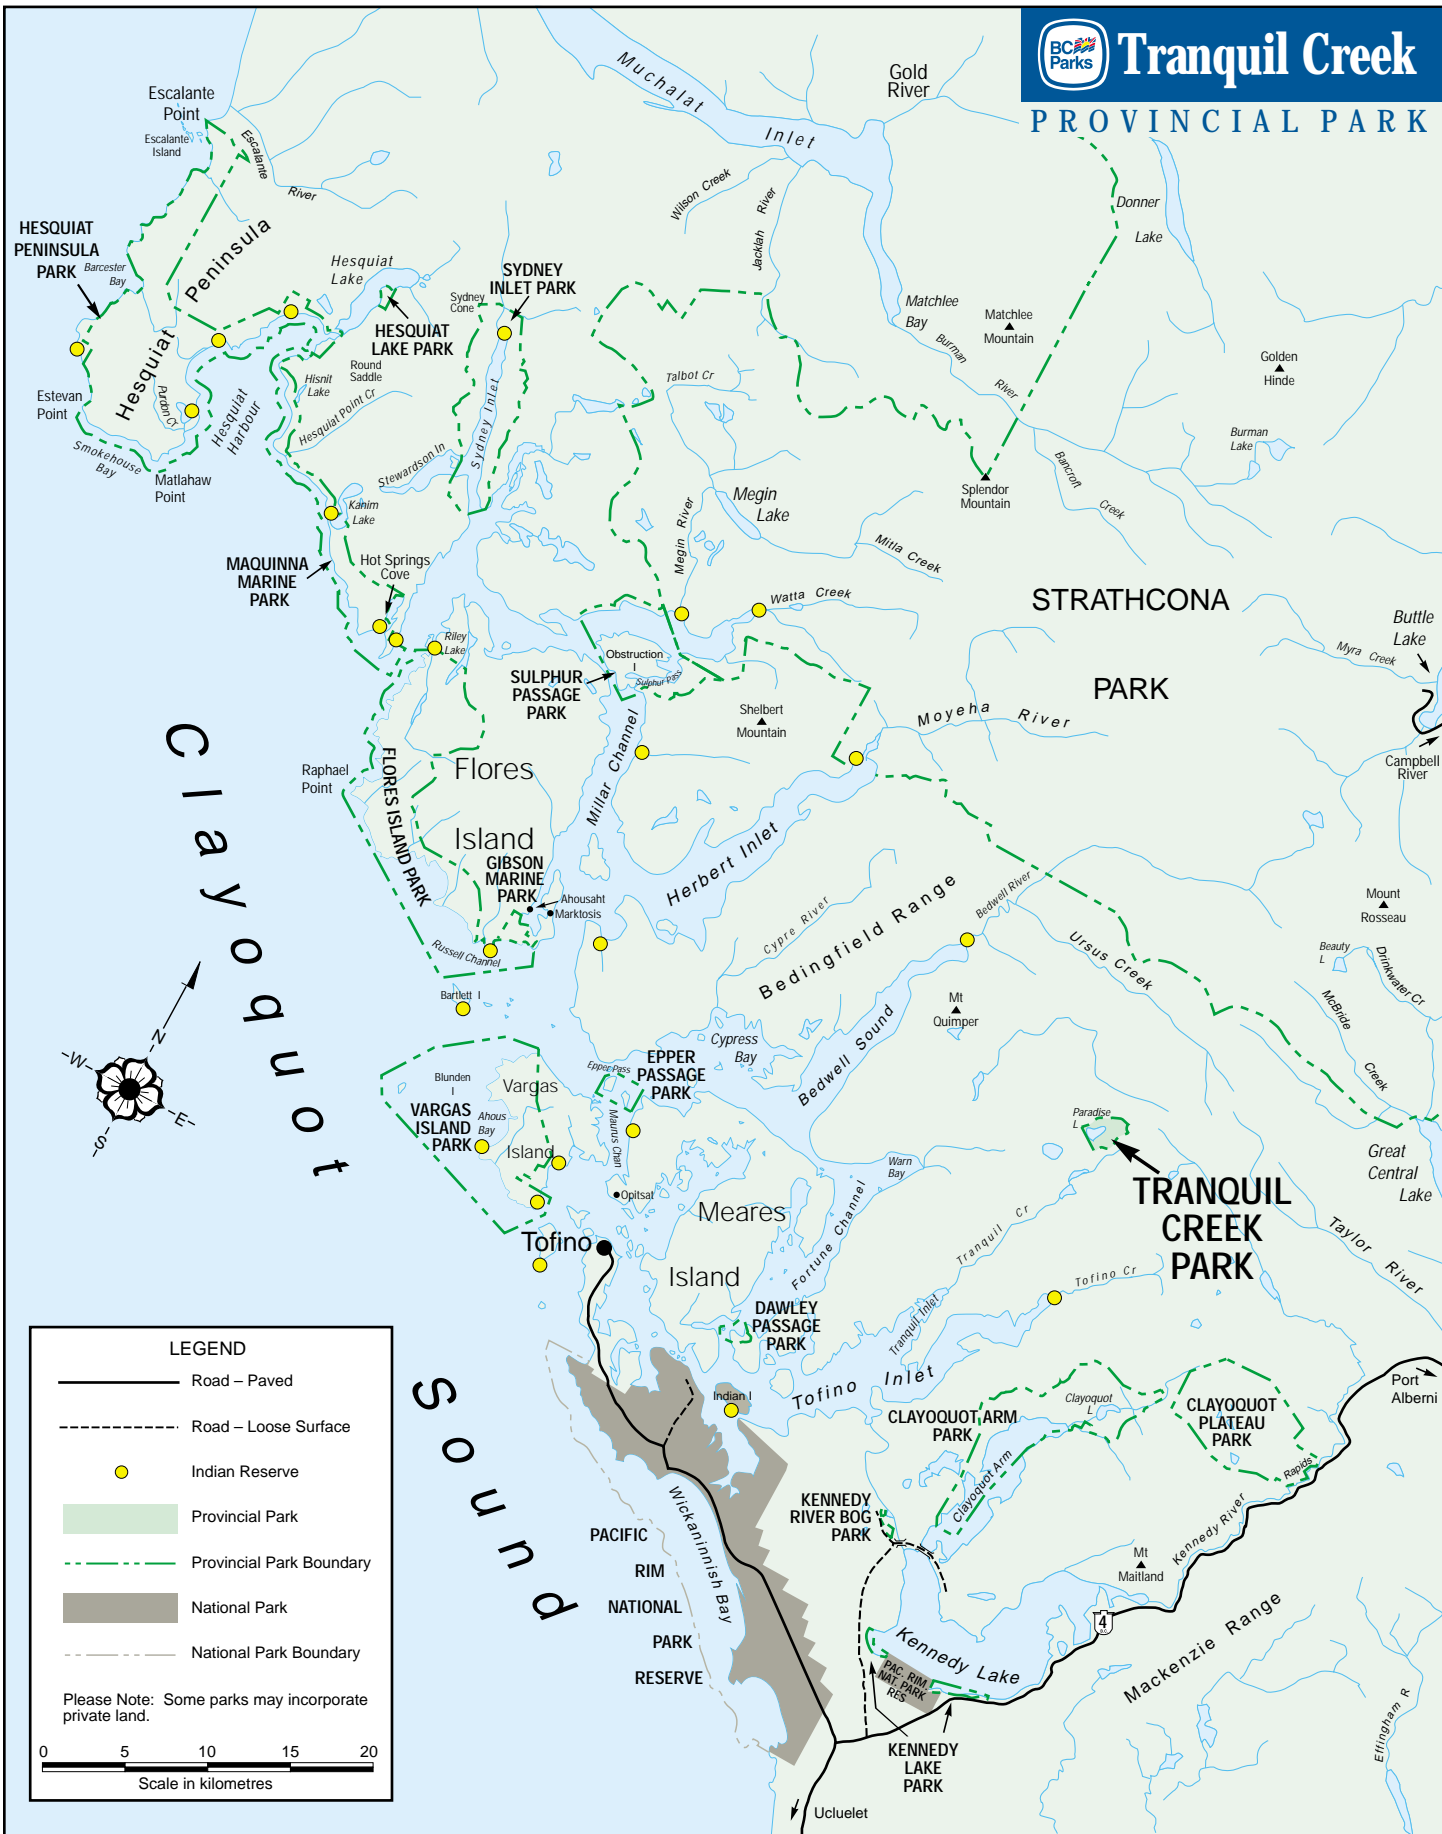 BC
Parks
Tranquil Creek
PROVINCIAL PARK
Muchalat
Inlet
Gold
River
Escalante
Point
Escalante
Island
Escalante
River
Wilson Creek
Jacklah River
Donner
Lake
HESQUIAT
PENINSULA
PARK
Barcester
Bay
Hesquiat
Peninsula
Hesquiat
Lake
HESQUIAT
LAKE PARK
Sydney
Cone
SYDNEY
INLET PARK
Matchlee
Bay
Matchlee
Mountain
Burman
River
Golden
Hinde
Burman
Lake
Estevan
Point
Purdon Cr
Hesquiat
Harbour
Hisnit
Lake
Round
Saddle
Hesquiat Point Cr
Smokehouse
Bay
Matlahaw
Point
Stewardson In
Sydney Inlet
Talbot Cr
Splendor
Mountain
Bancroft
Creek
Megin
Lake
Megin River
Mitla Creek
Kanim
Lake
Hot Springs
Cove
MAQUINNA
MARINE
PARK
Watta Creek
STRATHCONA
PARK
Buttle
Lake
Myra Creek
Campbell
River
Riley
Lake
Obstruction
I
Sulphur Pass
SULPHUR
PASSAGE
PARK
Shelbert
Mountain
Moyeha River
Raphael
Point
FLORES ISLAND PARK
Flores
Island
Millar Channel
Herbert Inlet
GIBSON
MARINE
PARK
Ahousaht
Marktosis
Russell Channel
Bartlett I
Cypre River
Bedingfield Range
Bedwell River
Ursus Creek
Mount
Rosseau
Beauty
L
Drinkwater Cr
McBride
Creek
Mt
Quimper
Bedwell Sound
Cypress
Bay
Clayoquot
Sound
N
W
E
S
Blunden
I
Vargas
Island
VARGAS
ISLAND
PARK
Ahous
Bay
Epper Pass
EPPER
PASSAGE
PARK
Maurus Chan
Opitsat
Meares
Island
Warn
Bay
Fortune Channel
Paradise
L
TRANQUIL
CREEK
PARK
Great
Central
Lake
Taylor River
Tofino
Tranquil Cr
Tranquil Inlet
Tofino Cr
Tofino Inlet
DAWLEY
PASSAGE
PARK
Indian I
Port
Alberni
CLAYOQUOT ARM
PARK
Clayoquot
L
Clayoquot Arm
CLAYOQUOT
PLATEAU
PARK
Rapids
Kennedy River
KENNEDY
RIVER BOG
PARK
Mt
Maitland
4
B.C.
Mackenzie Range
Kennedy Lake
PAC. RIM.
NAT. PARK
RES
KENNEDY
LAKE
PARK
Effingham R
Ucluelet
Wickaninnish Bay
PACIFIC
RIM
NATIONAL
PARK
RESERVE
LEGEND
Road – Paved
Road – Loose Surface
Indian Reserve
Provincial Park
Provincial Park Boundary
National Park
National Park Boundary
Please Note: Some parks may incorporate
private land.
0 5 10 15 20
Scale in kilometres